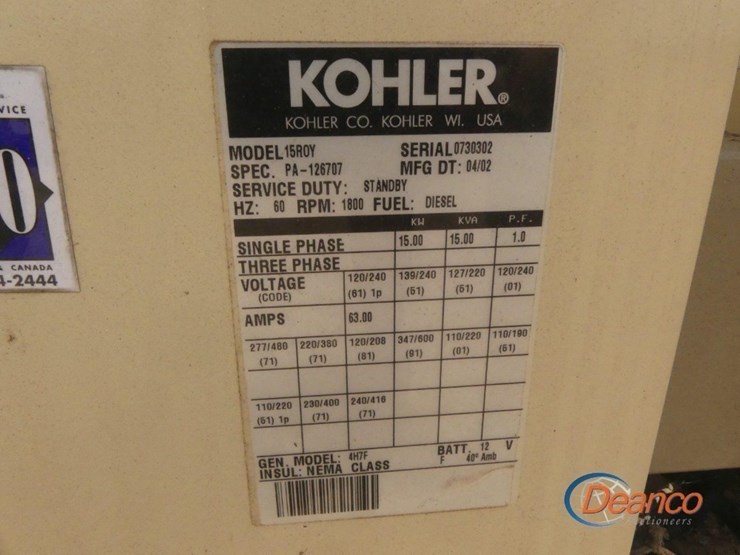 KOHLER®
KOHLER CO. KOHLER WI. USA
MODEL 15ROY SERIAL 0730302
SPEC. PA-126707 MFG DT: 04/02
SERVICE DUTY: STANDBY
HZ: 60 RPM: 1800 FUEL: DIESEL
KW KVA P.F.
SINGLE PHASE 15.00 15.00 1.0
THREE PHASE
VOLTAGE 120/240 139/240 127/220 120/240
(CODE) (61) 1p (51) (61) (01)
AMPS 63.00
277/480 220/380 120/208 347/600 110/220 110/190
(71) (71) (81) (91) (01) (61)
110/220 230/400 240/416
(61) 1p (71) (71)
GEN. MODEL: 4H7F BATT. 12 V
INSUL: NEMA CLASS F 40° Amb
VICE
0
CANADA
4-2444
Deanco
ctioneers